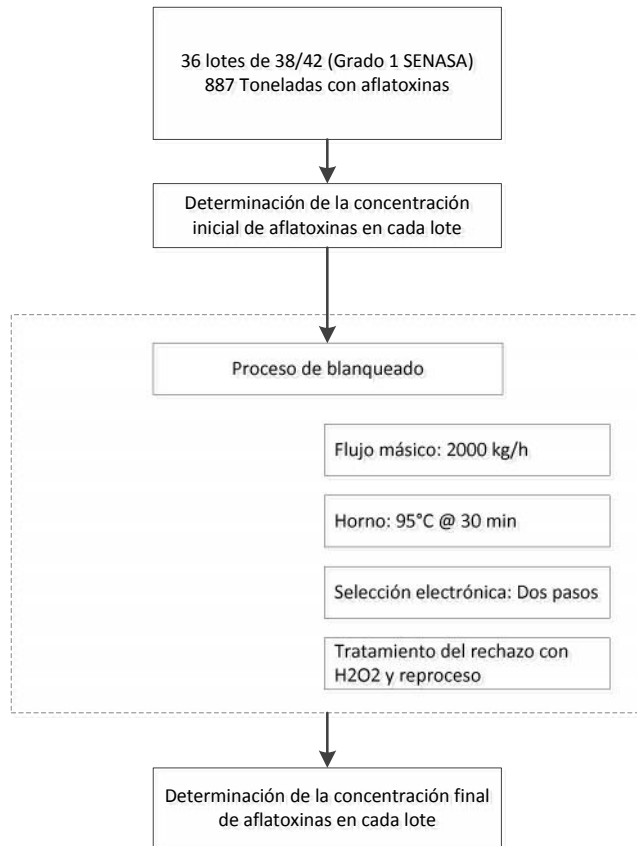 36 lotes de 38/42 (Grado 1 SENASA)
887 Toneladas con aflatoxinas
Determinación de la concentración
inicial de aflatoxinas en cada lote
Proceso de blanqueado
Flujo másico: 2000 kg/h
Horno: 95°C @ 30 min
Selección electrónica: Dos pasos
Tratamiento del rechazo con
H2O2 y reproceso
Determinación de la concentración final
de aflatoxinas en cada lote